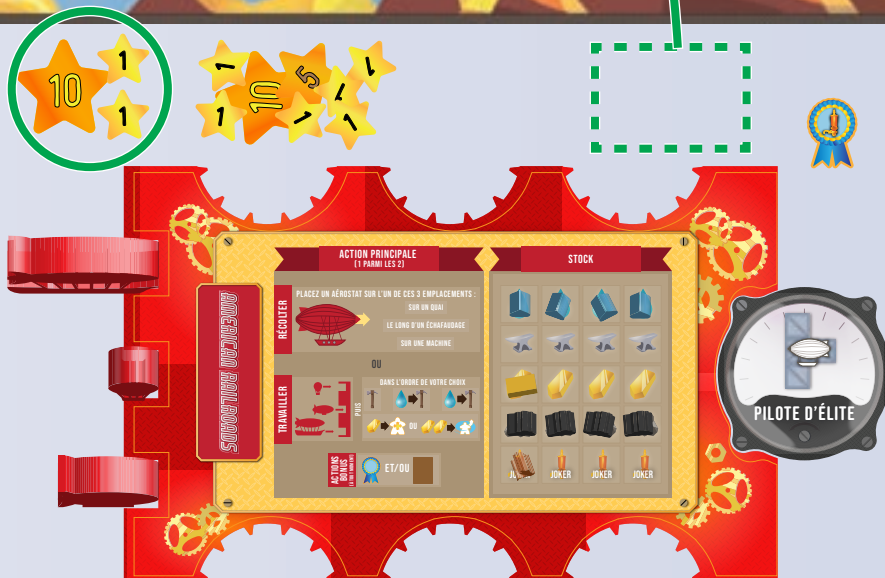 10
1
1
1
10
5
1
1
1
1
1
ACTION PRINCIPALE
(1 PARMI LES 2)
STOCK
AMERICAN RAILROADS
RÉCOLTER
PLACEZ UN AÉROSTAT SUR L'UN DE CES 3 EMPLACEMENTS :
SUR UN QUAI
LE LONG D'UN ÉCHAFAUDAGE
SUR UNE MACHINE
OU
TRAVAILLER
PUIS
DANS L'ORDRE DE VOTRE CHOIX
OU
ACTIONS
BONUS
ET/OU
JOKER
JOKER
JOKER
PILOTE D'ÉLITE